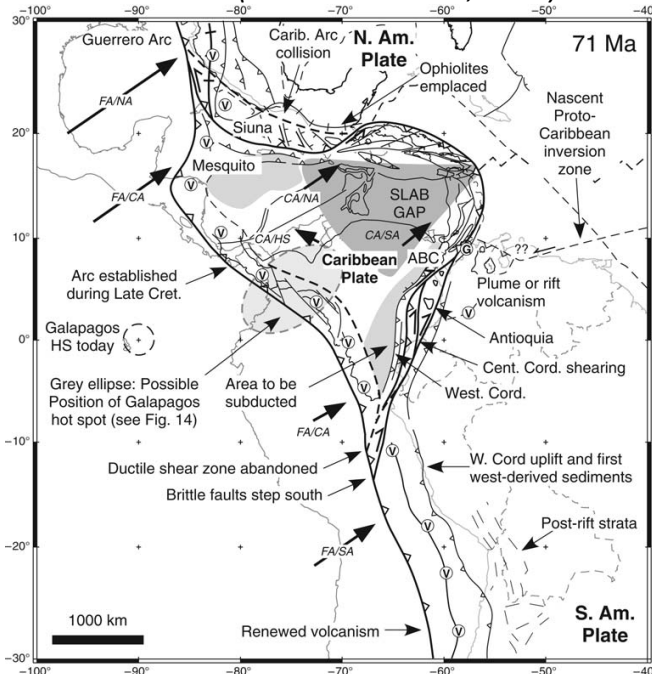 −100°
−90°
−80°
−70°
−60°
−50°
−40°
30°
20°
10°
0°
−10°
−20°
−30°
71 Ma
Guerrero Arc
Carib. Arc
collision
N. Am.
Plate
Ophiolites
emplaced
Nascent
Proto-
Caribbean
inversion
zone
FA/NA
Siuna
Mesquito
FA/CA
CA/NA
SLAB
GAP
CA/HS
CA/SA
Caribbean
Plate
ABC
G
??
Arc established
during Late Cret.
Plume or rift
volcanism
Galapagos
HS today
Antioquia
Cent. Cord. shearing
West. Cord.
Grey ellipse: Possible
Position of Galapagos
hot spot (see Fig. 14)
Area to be
subducted
FA/CA
Ductile shear zone abandoned
Brittle faults step south
W. Cord uplift and first
west-derived sediments
Post-rift strata
FA/SA
1000 km
Renewed volcanism
S. Am.
Plate
V
V
V
V
V
V
V
V
V
V
V
V
V
V
−100°
−90°
−80°
−70°
−60°
−50°
−40°